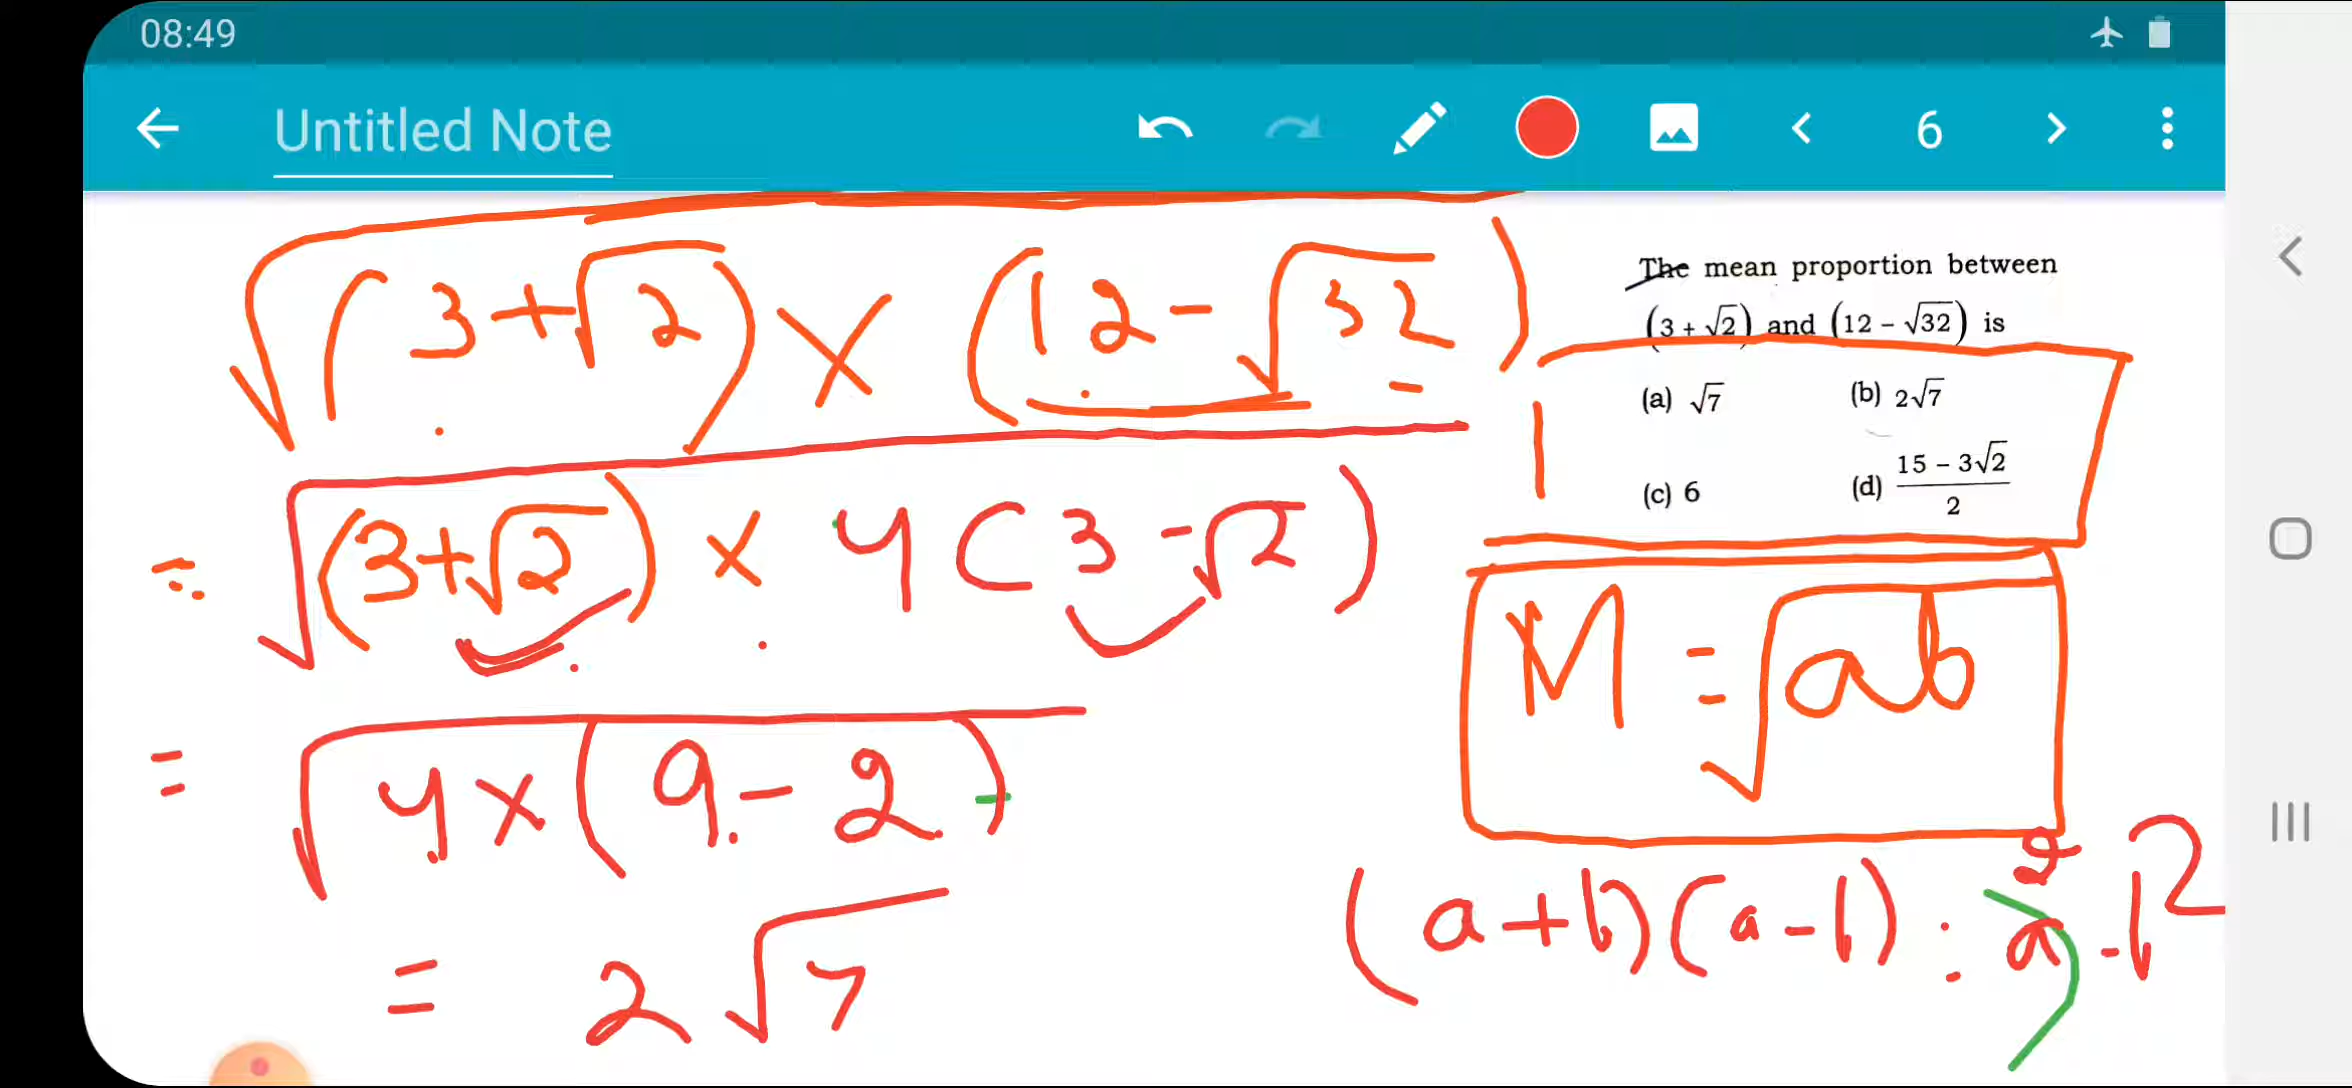 08:49
Untitled Note 6
√(3+√2) × (12-√32)
= √(3+√2) × 4(3-√2)
= √4×(9-2)
= 2√7
The mean proportion between
(3 + √2) and (12 - √32) is
(a) √7 (b) 2√7
(c) 6 (d) (15 - 3√2)/2
M = √ab
(a+b)(a-b) = a²-b²